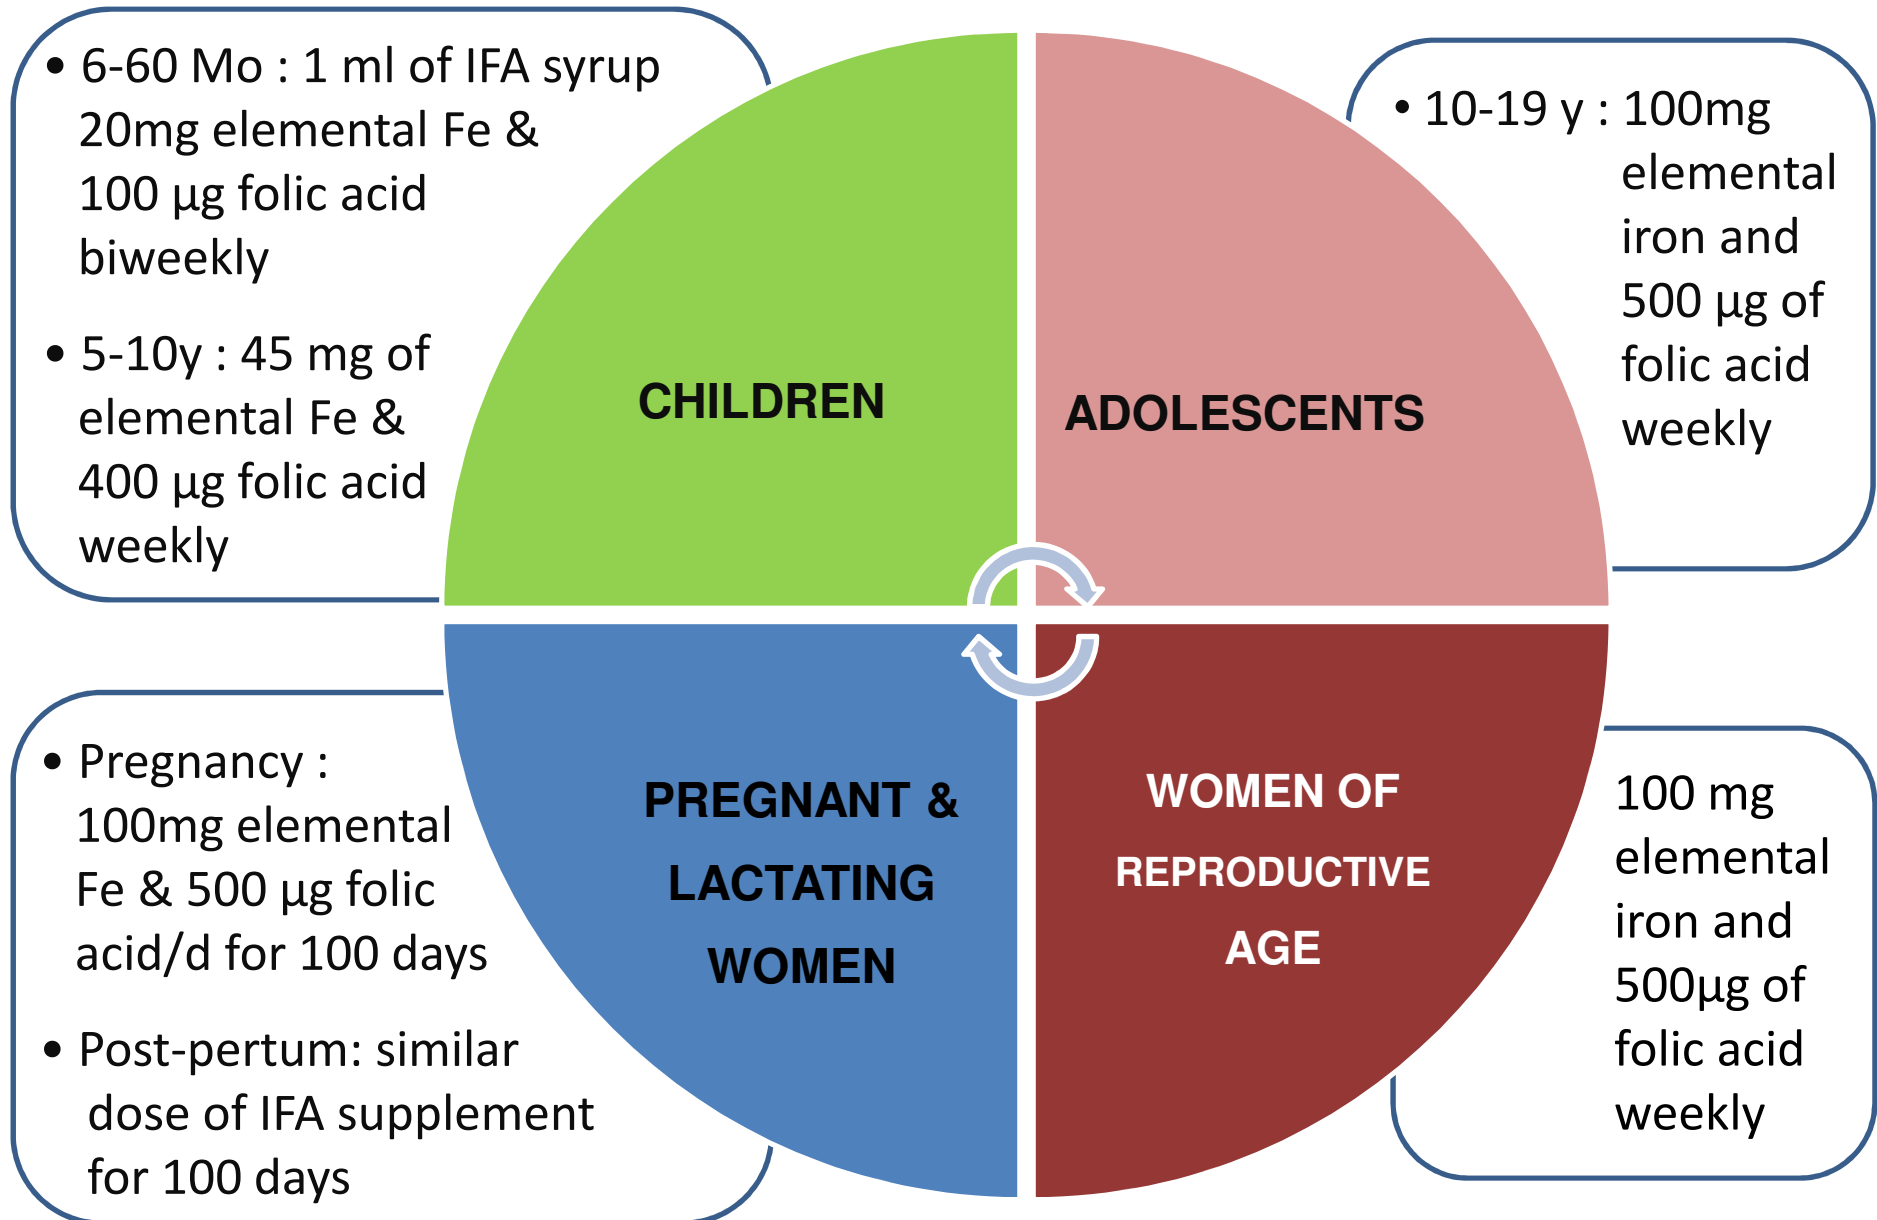 • 6-60 Mo : 1 ml of IFA syrup
20mg elemental Fe &
100 µg folic acid
biweekly
• 5-10y : 45 mg of
elemental Fe &
400 µg folic acid
weekly
CHILDREN
ADOLESCENTS
• 10-19 y : 100mg
elemental
iron and
500 µg of
folic acid
weekly
• Pregnancy :
100mg elemental
Fe & 500 µg folic
acid/d for 100 days
• Post-pertum: similar
dose of IFA supplement
for 100 days
PREGNANT &
LACTATING
WOMEN
WOMEN OF
REPRODUCTIVE
AGE
100 mg
elemental
iron and
500µg of
folic acid
weekly